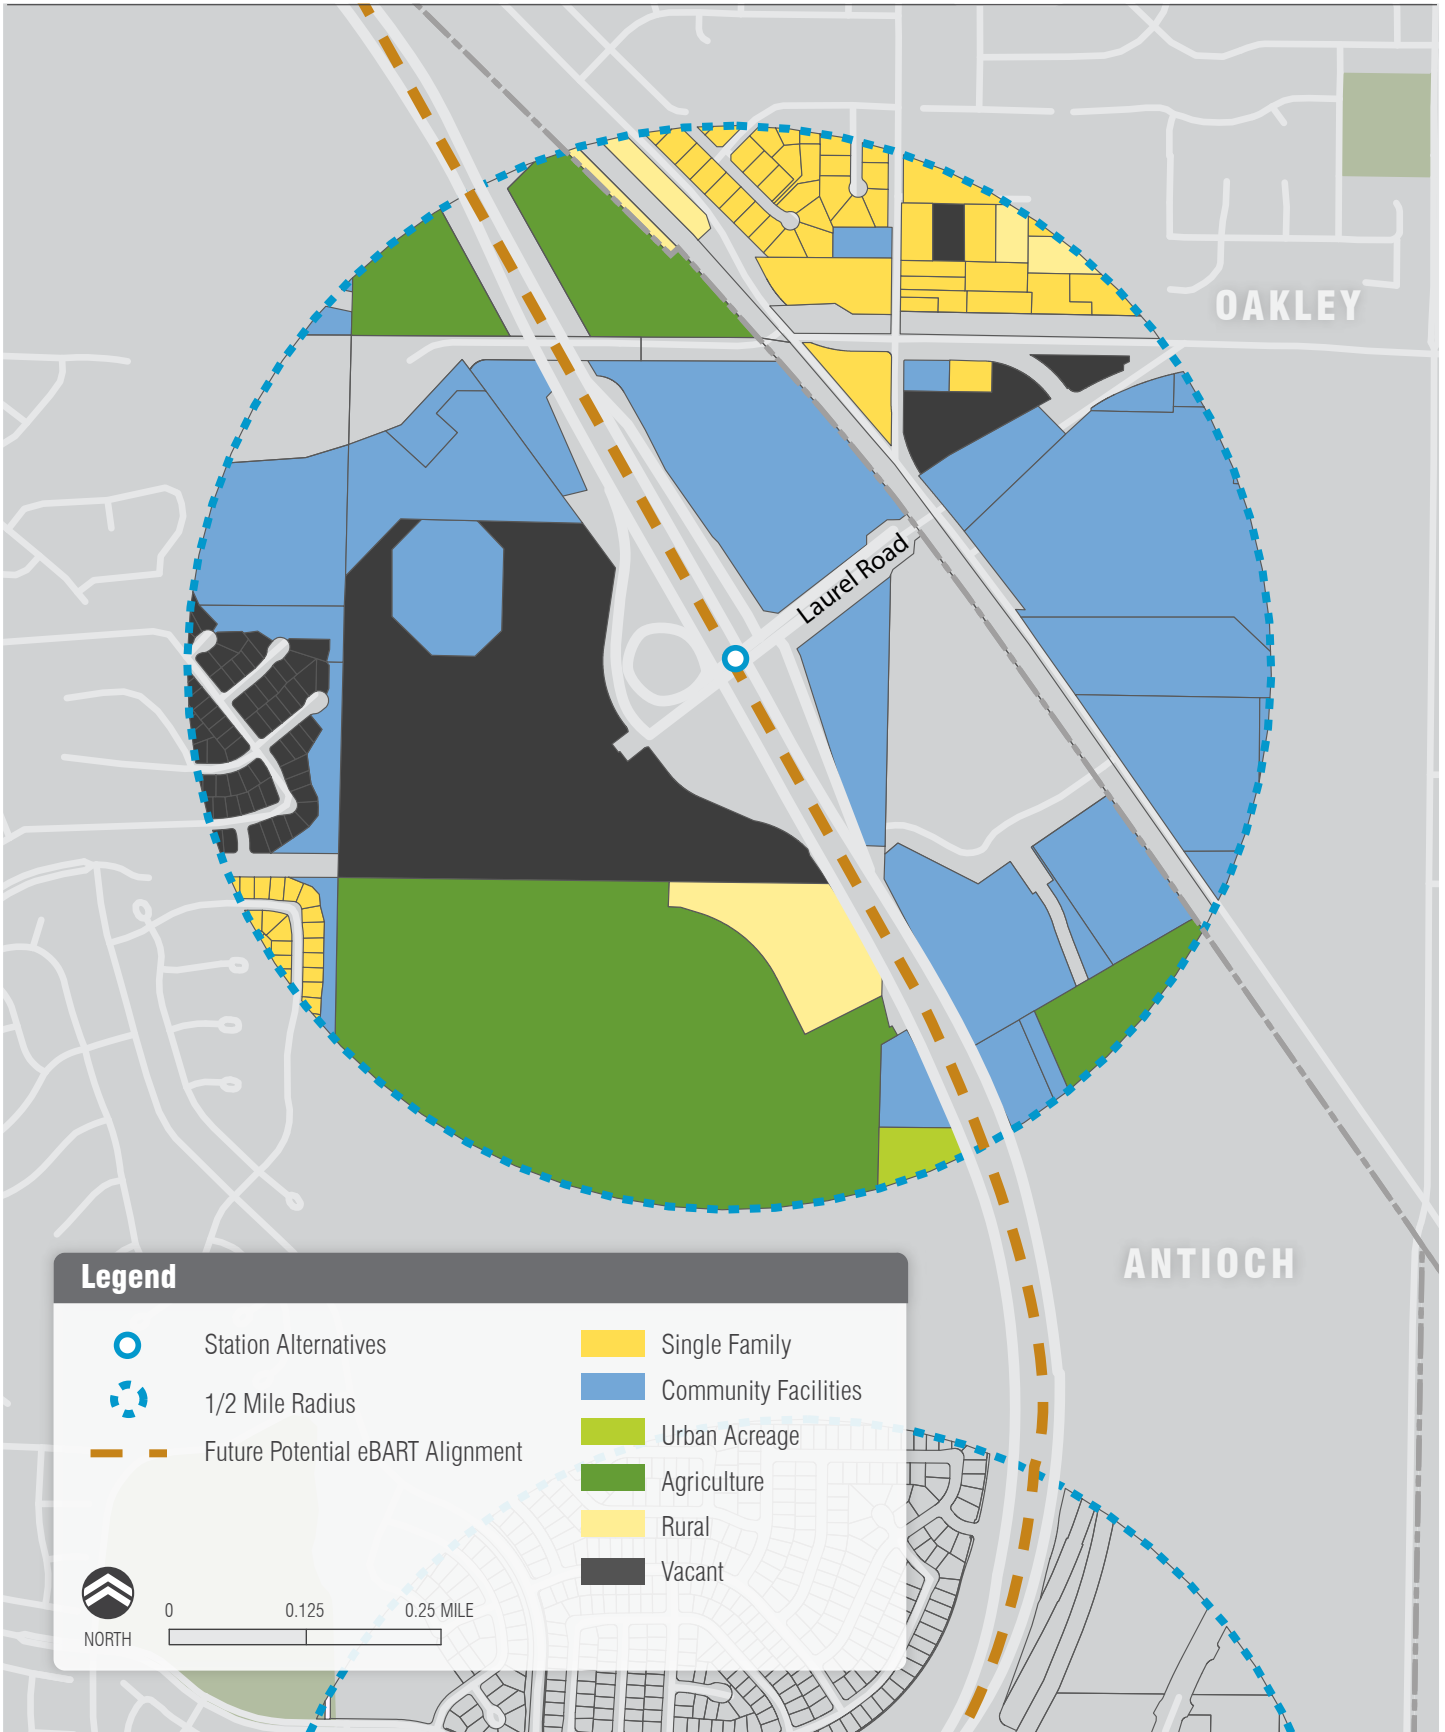 OAKLEY
Laurel Road
ANTIOCH
Legend
Station Alternatives
1/2 Mile Radius
Future Potential eBART Alignment
Single Family
Community Facilities
Urban Acreage
Agriculture
Rural
Vacant
NORTH
0 0.125 0.25 MILE